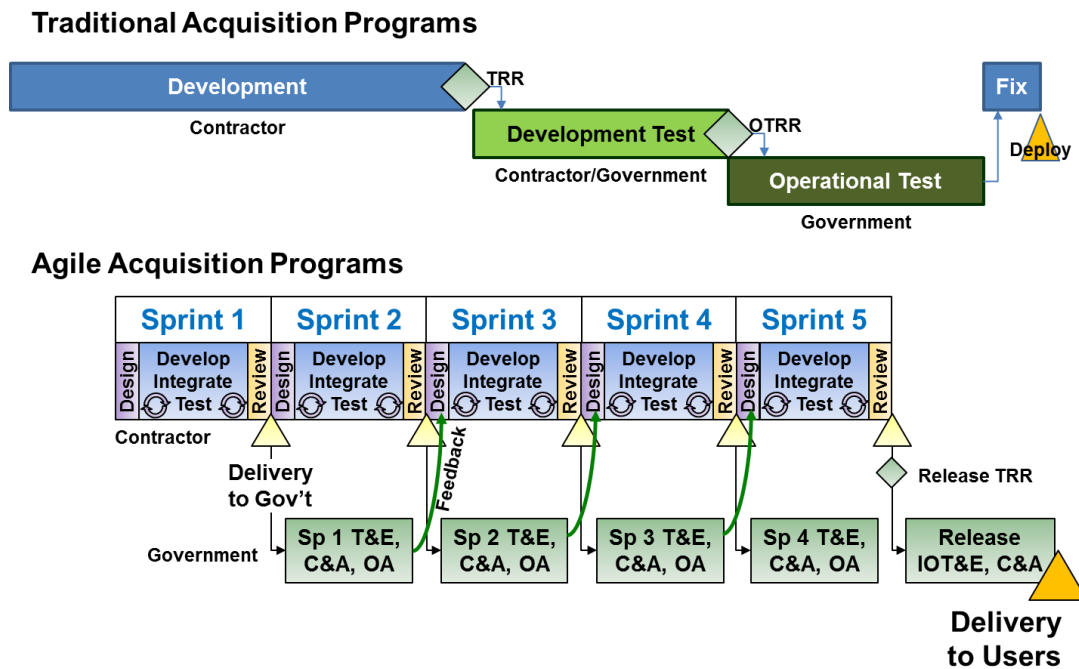 Traditional Acquisition Programs
Development
TRR
Fix
Contractor
Development Test
OTRR
Deploy
Contractor/Government
Operational Test
Government
Agile Acquisition Programs
Sprint 1
Sprint 2
Sprint 3
Sprint 4
Sprint 5
Design
Develop
Integrate
Test
Review
Design
Develop
Integrate
Test
Review
Design
Develop
Integrate
Test
Review
Design
Develop
Integrate
Test
Review
Design
Develop
Integrate
Test
Review
Contractor
Delivery
to Gov't
Feedback
Release TRR
Government
Sp 1 T&E,
C&A, OA
Sp 2 T&E,
C&A, OA
Sp 3 T&E,
C&A, OA
Sp 4 T&E,
C&A, OA
Release
IOT&E, C&A
Delivery
to Users